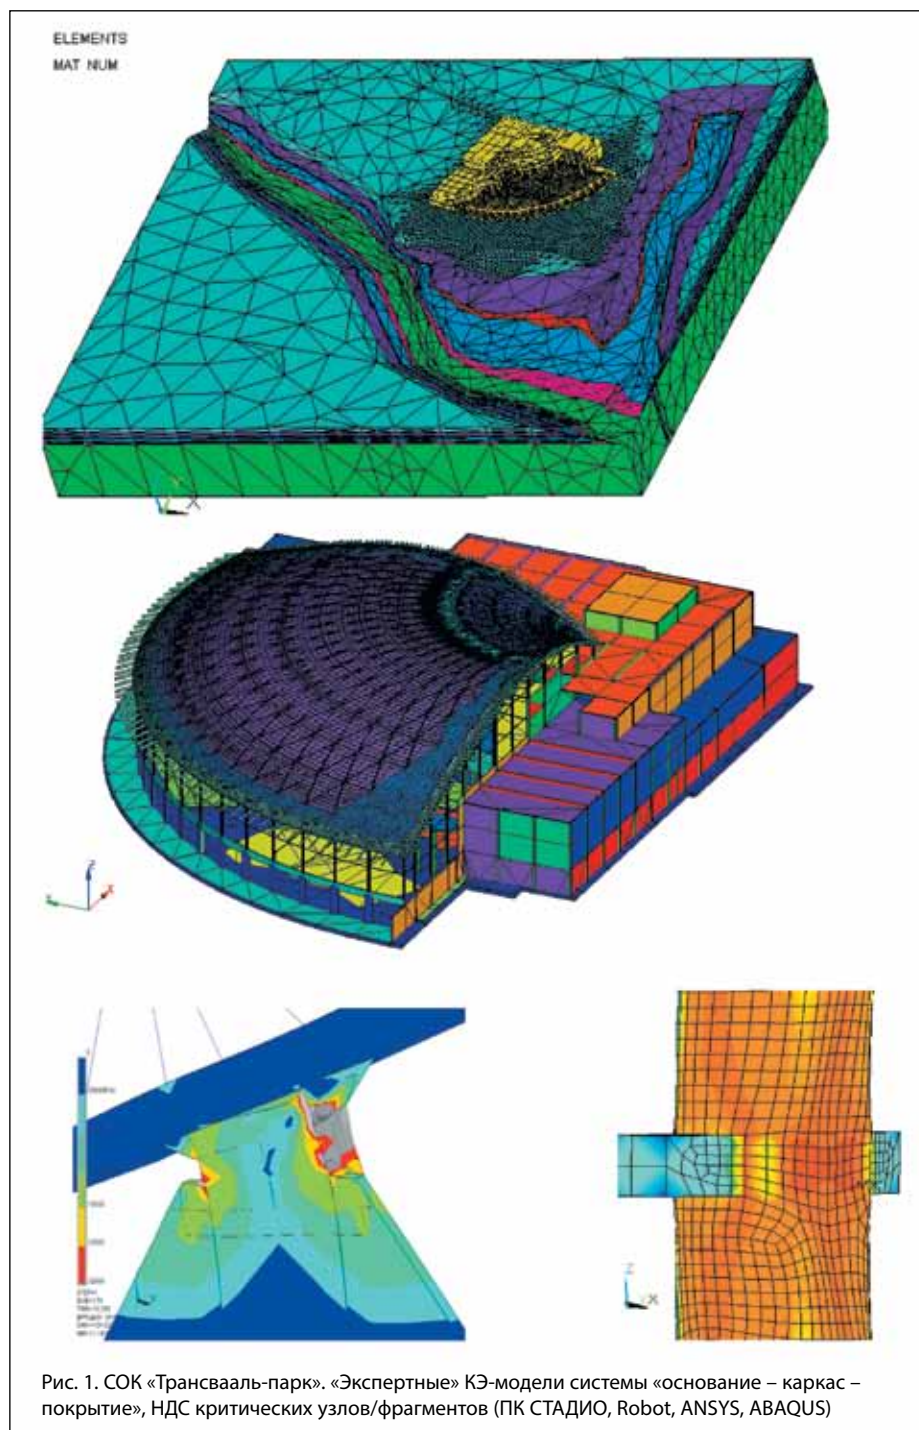 ELEMENTS
MAT NUM
X
Z
X
Z
X
Рис. 1. СОК «Трансвааль-парк». «Экспертные» КЭ-модели системы «основание – каркас –
покрытие», НДС критических узлов/фрагментов (ПК СТАДИО, Robot, ANSYS, ABAQUS)